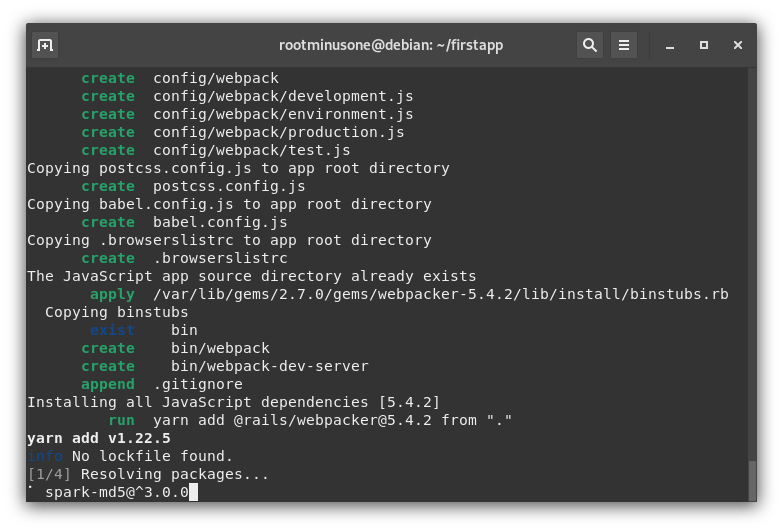 rootminusone@debian: ~/firstapp
create config/webpack
create config/webpack/development.js
create config/webpack/environment.js
create config/webpack/production.js
create config/webpack/test.js
Copying postcss.config.js to app root directory
create postcss.config.js
Copying babel.config.js to app root directory
create babel.config.js
Copying .browserslistrc to app root directory
create .browserslistrc
The JavaScript app source directory already exists
apply /var/lib/gems/2.7.0/gems/webpacker-5.4.2/lib/install/binstubs.rb
Copying binstubs
exist bin
create bin/webpack
create bin/webpack-dev-server
append .gitignore
Installing all JavaScript dependencies [5.4.2]
run yarn add @rails/webpacker@5.4.2 from "."
yarn add v1.22.5
info No lockfile found.
[1/4] Resolving packages...
⠁ spark-md5@^3.0.0